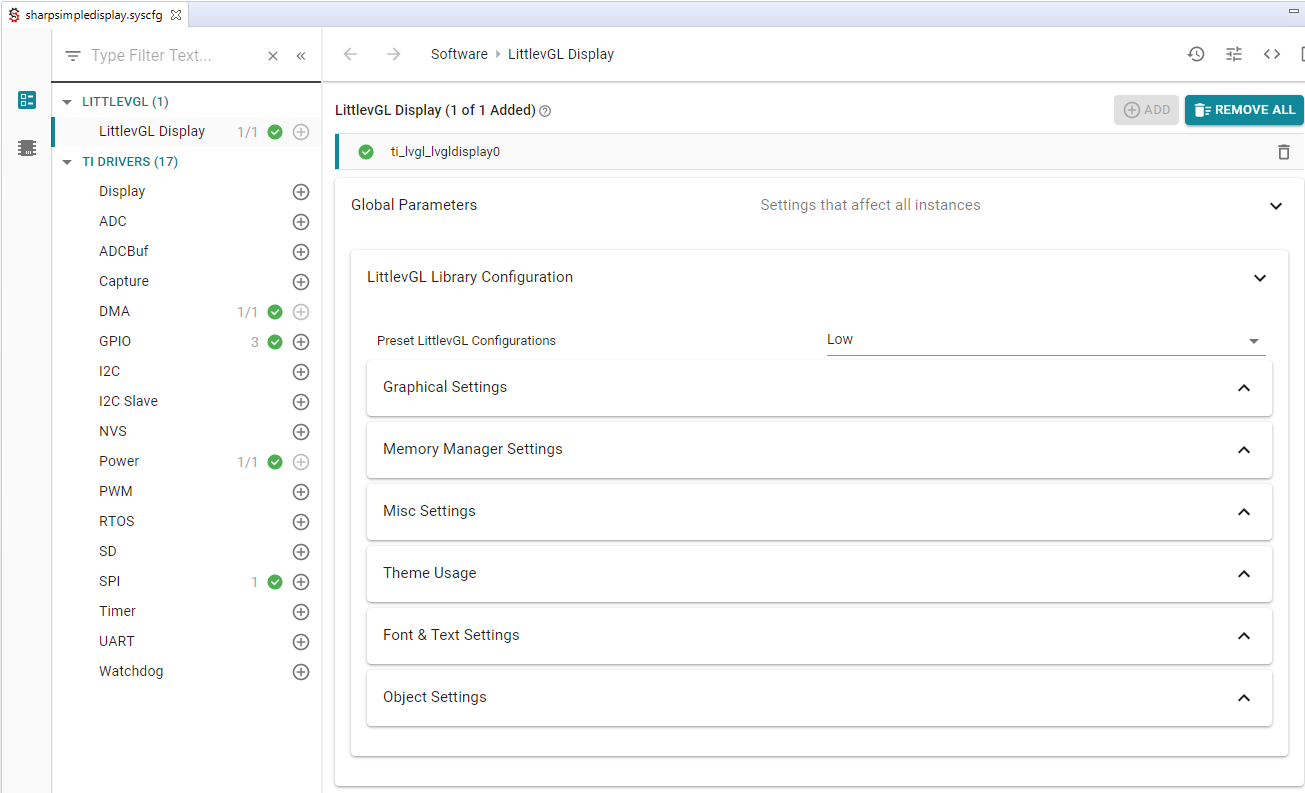 sharpsimpledisplay.syscfg
Type Filter Text...
Software LittlevGL Display
LITTLEVGL (1)
LittlevGL Display 1/1
TI DRIVERS (17)
Display
ADC
ADCBuf
Capture
DMA 1/1
GPIO 3
I2C
I2C Slave
NVS
Power 1/1
PWM
RTOS
SD
SPI 1
Timer
UART
Watchdog
LittlevGL Display (1 of 1 Added)
ADD
REMOVE ALL
ti_lvgl_lvgldisplay0
Global Parameters Settings that affect all instances
LittlevGL Library Configuration
Preset LittlevGL Configurations Low
Graphical Settings
Memory Manager Settings
Misc Settings
Theme Usage
Font & Text Settings
Object Settings